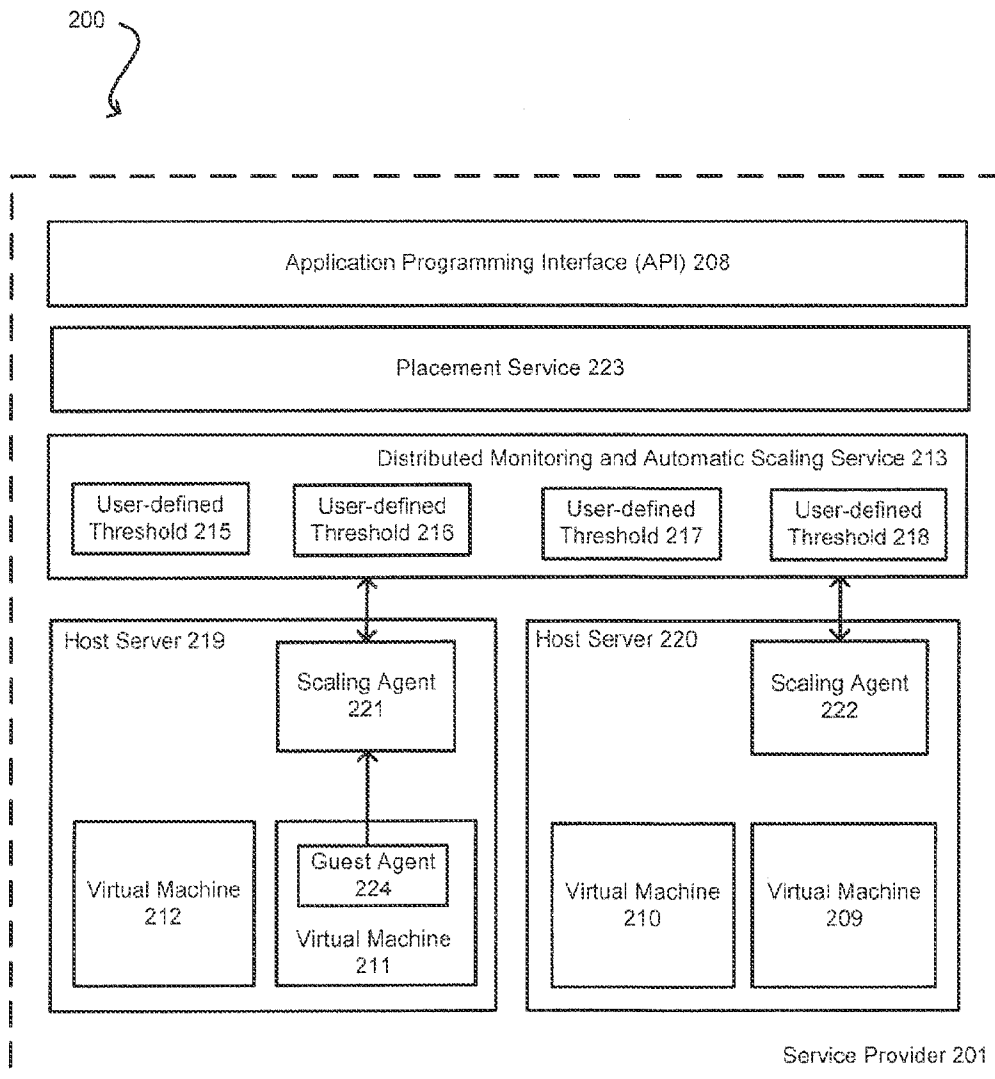 200
Application Programming Interface (API) 208
Placement Service 223
Distributed Monitoring and Automatic Scaling Service 213
User-defined
Threshold 215
User-defined
Threshold 216
User-defined
Threshold 217
User-defined
Threshold 218
Host Server 219
Scaling Agent
221
Virtual Machine
212
Guest Agent
224
Virtual Machine
211
Host Server 220
Scaling Agent
222
Virtual Machine
210
Virtual Machine
209
Service Provider 201